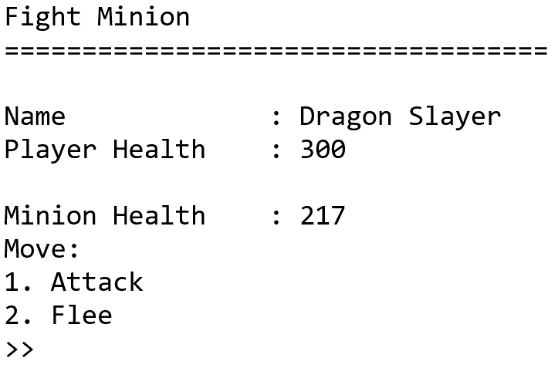 Fight Minion
===================================
Name : Dragon Slayer
Player Health : 300
Minion Health : 217
Move:
1. Attack
2. Flee
>>